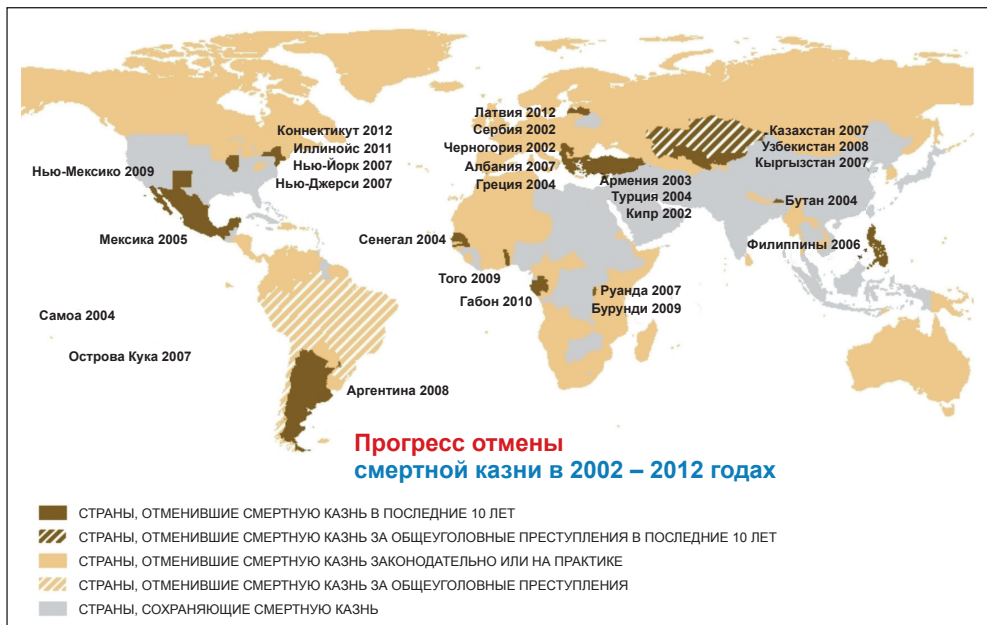 Латвия 2012
Коннектикут 2012
Сербия 2002
Казахстан 2007
Иллинойс 2011
Черногория 2002
Узбекистан 2008
Нью-Мексико 2009
Нью-Йорк 2007
Албания 2007
Кыргызстан 2007
Нью-Джерси 2007
Греция 2004
Армения 2003
Турция 2004
Бутан 2004
Кипр 2002
Мексика 2005
Сенегал 2004
Филиппины 2006
Того 2009
Руанда 2007
Габон 2010
Бурунди 2009
Самоа 2004
Острова Кука 2007
Аргентина 2008
Прогресс отмены
смертной казни в 2002 – 2012 годах
СТРАНЫ, ОТМЕНИВШИЕ СМЕРТНУЮ КАЗНЬ В ПОСЛЕДНИЕ 10 ЛЕТ
СТРАНЫ, ОТМЕНИВШИЕ СМЕРТНУЮ КАЗНЬ ЗА ОБЩЕУГОЛОВНЫЕ ПРЕСТУПЛЕНИЯ В ПОСЛЕДНИЕ 10 ЛЕТ
СТРАНЫ, ОТМЕНИВШИЕ СМЕРТНУЮ КАЗНЬ ЗАКОНОДАТЕЛЬНО ИЛИ НА ПРАКТИКЕ
СТРАНЫ, ОТМЕНИВШИЕ СМЕРТНУЮ КАЗНЬ ЗА ОБЩЕУГОЛОВНЫЕ ПРЕСТУПЛЕНИЯ
СТРАНЫ, СОХРАНЯЮЩИЕ СМЕРТНУЮ КАЗНЬ